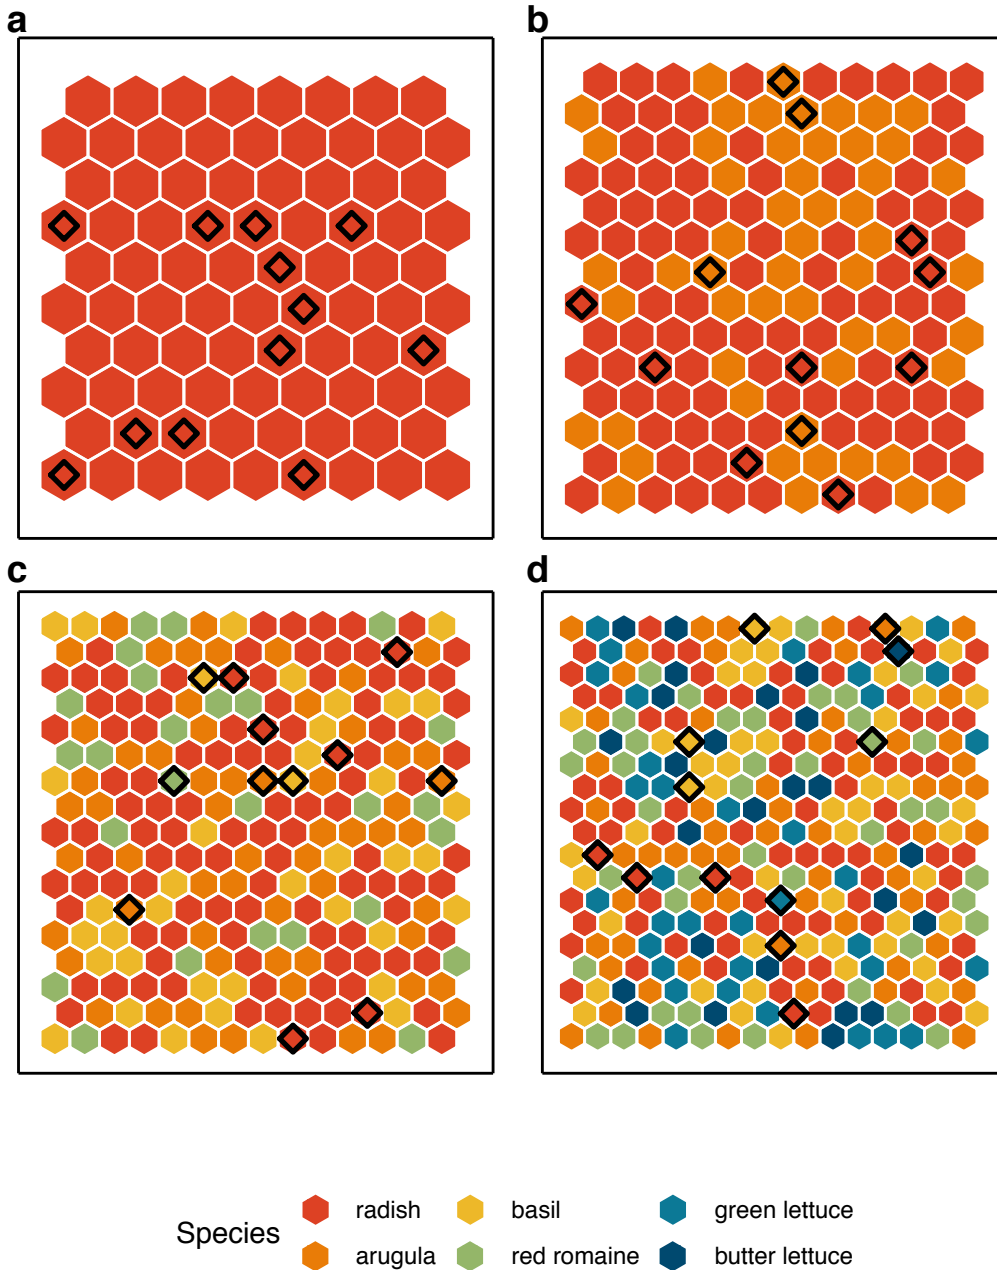 a
b
c
d
Species
radish
basil
green lettuce
arugula
red romaine
butter lettuce